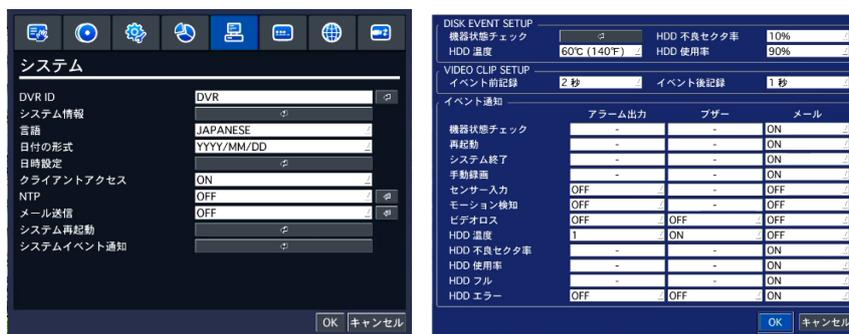 システム
DVR ID DVR
システム情報
言語 JAPANESE
日付の形式 YYYY/MM/DD
日時設定
クライアントアクセス ON
NTP OFF
メール送信 OFF
システム再起動
システムイベント通知
OK キャンセル
DISK EVENT SETUP
機器状態チェック HDD 不良セクタ率 10%
HDD 温度 60℃ (140℉) HDD 使用率 90%
VIDEO CLIP SETUP
イベント前記録 2 秒 イベント後記録 1 秒
イベント通知
アラーム出力 ブザー メール
機器状態チェック - - ON
再起動 - - ON
システム終了 - - ON
手動録画 - - ON
センサー入力 OFF - OFF
モーション検知 OFF - OFF
ビデオロス OFF OFF OFF
HDD 温度 1 ON OFF
HDD 不良セクタ率 - - ON
HDD 使用率 - - ON
HDD フル - - ON
HDD エラー OFF OFF ON
OK キャンセル